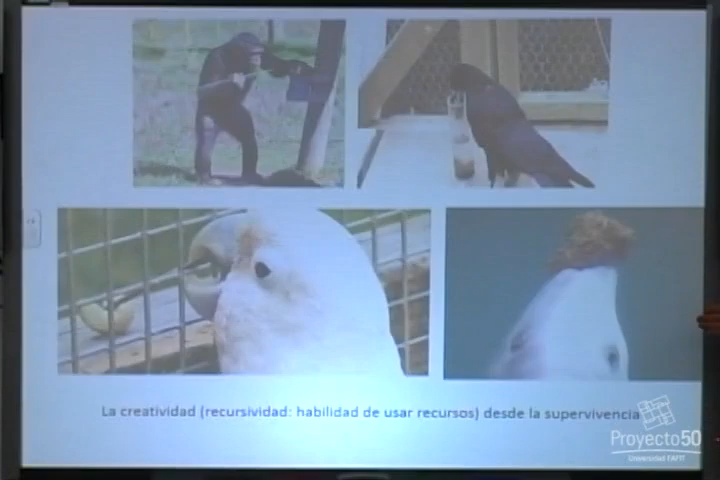 La creatividad (recursividad: habilidad de usar recursos) desde la supervivencia
Proyecto50
Universidad EAFIT